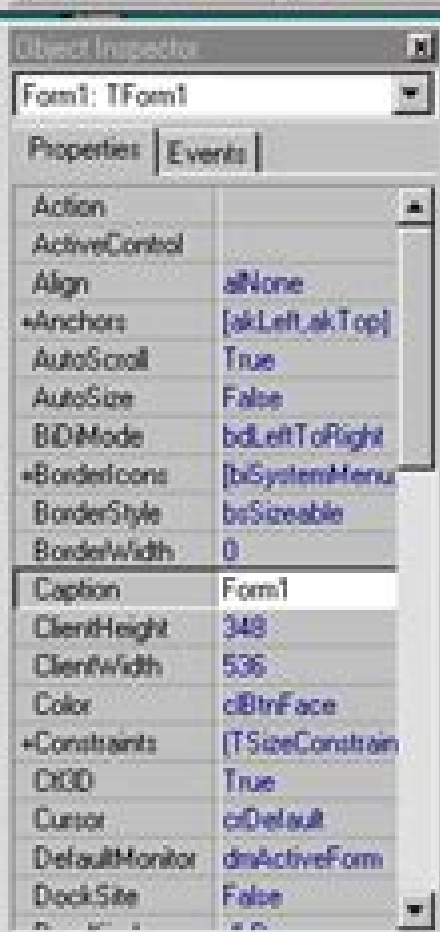 Object Inspector
Form1: TForm1
Properties Events
Action
ActiveControl
Align alNone
+Anchors [akLeft,akTop]
AutoScroll True
AutoSize False
BiDiMode bdLeftToRight
+BorderIcons [biSystemMenu
BorderStyle bsSizeable
BorderWidth 0
Caption Form1
ClientHeight 348
ClientWidth 536
Color clBtnFace
+Constraints (TSizeConstrain
Ctl3D True
Cursor crDefault
DefaultMonitor dmActiveForm
DockSite False